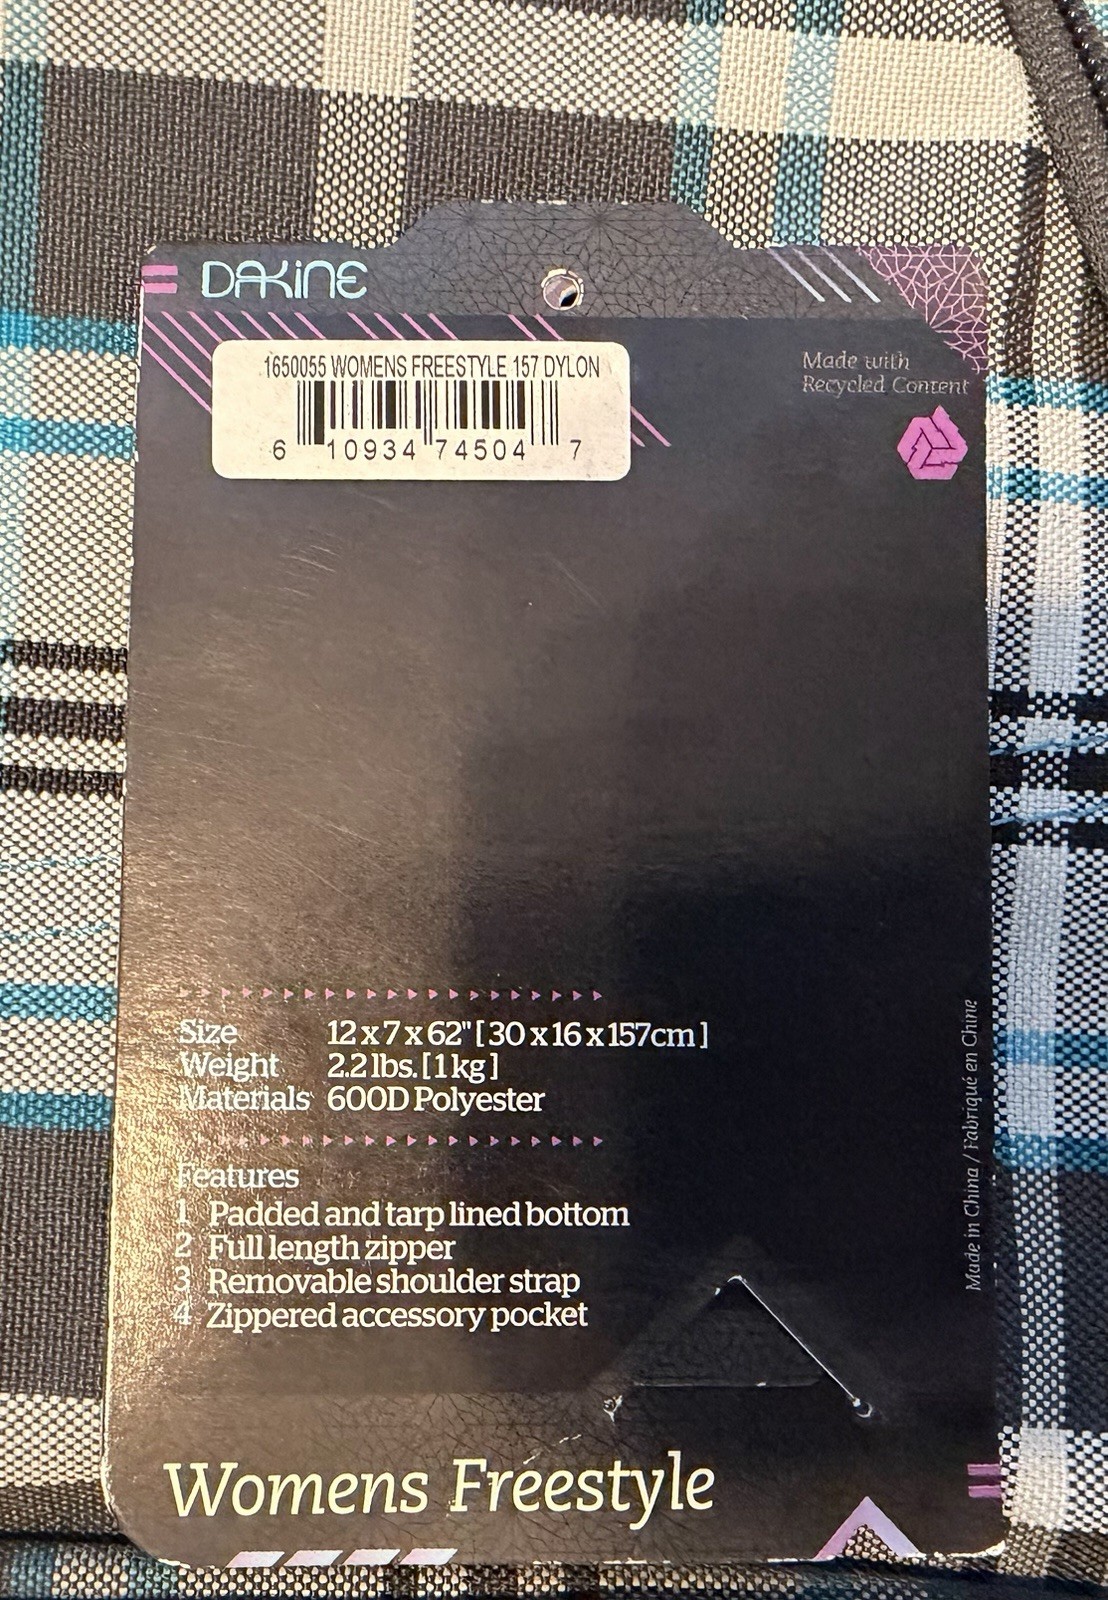 DAKINE
1650055 WOMENS FREESTYLE 157 DYLON
6 10934 74504 7
Made with
Recycled Content
Size 12 x 7 x 62" [ 30 x 16 x 157cm ]
Weight 2.2 lbs. [ 1 kg ]
Materials 600D Polyester
Features
1 Padded and tarp lined bottom
2 Full length zipper
3 Removable shoulder strap
4 Zippered accessory pocket
Made in China / Fabriqué en Chine
Womens Freestyle